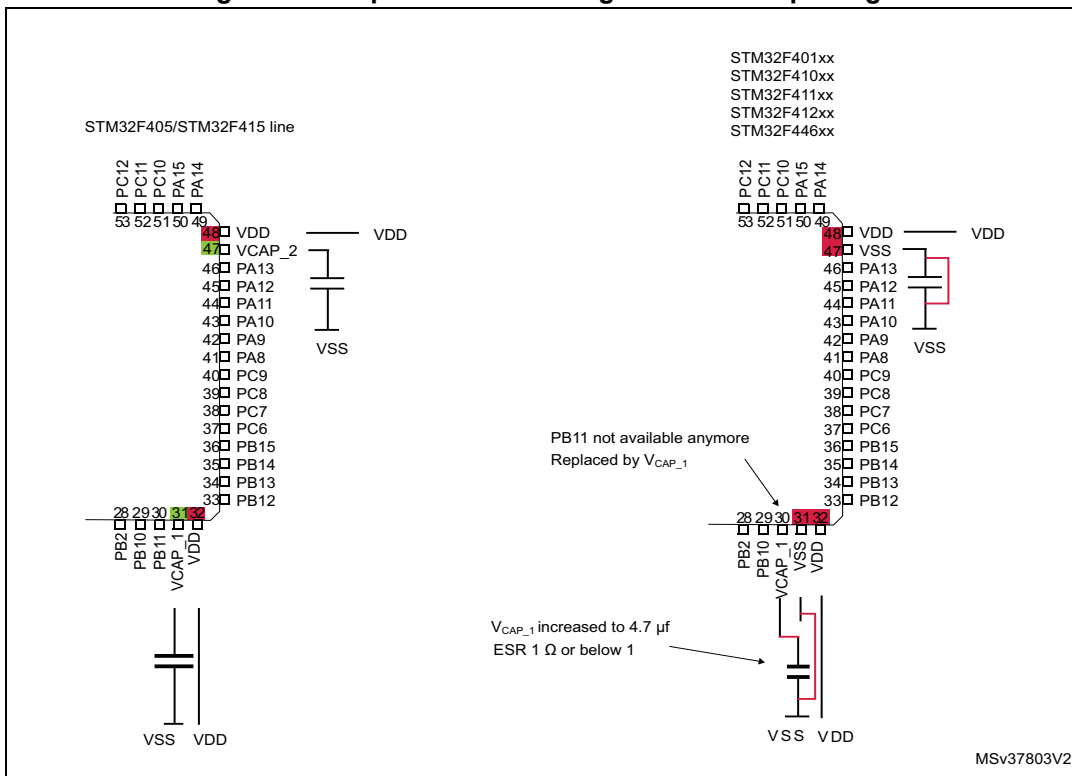 STM32F405/STM32F415 line
PC12
PC11
PC10
PA15
PA14
53 52 51 50 49
48 VDD
VDD
47 VCAP_2
46 PA13
45 PA12
44 PA11
43 PA10
42 PA9
41 PA8
40 PC9
39 PC8
38 PC7
37 PC6
36 PB15
35 PB14
34 PB13
33 PB12
VSS
28 29 30 31 32
PB2
PB10
PB11
VCAP_1
VDD
VSS VDD
STM32F401xx
STM32F410xx
STM32F411xx
STM32F412xx
STM32F446xx
PC12
PC11
PC10
PA15
PA14
53 52 51 50 49
48 VDD
VDD
47 VSS
46 PA13
45 PA12
44 PA11
43 PA10
42 PA9
41 PA8
40 PC9
39 PC8
38 PC7
37 PC6
36 PB15
35 PB14
34 PB13
33 PB12
VSS
PB11 not available anymore
Replaced by VCAP_1
28 29 30 31 32
PB2
PB10
VCAP_1
VSS
VDD
VCAP_1 increased to 4.7 µf
ESR 1 Ω or below 1
VSS VDD
MSv37803V2